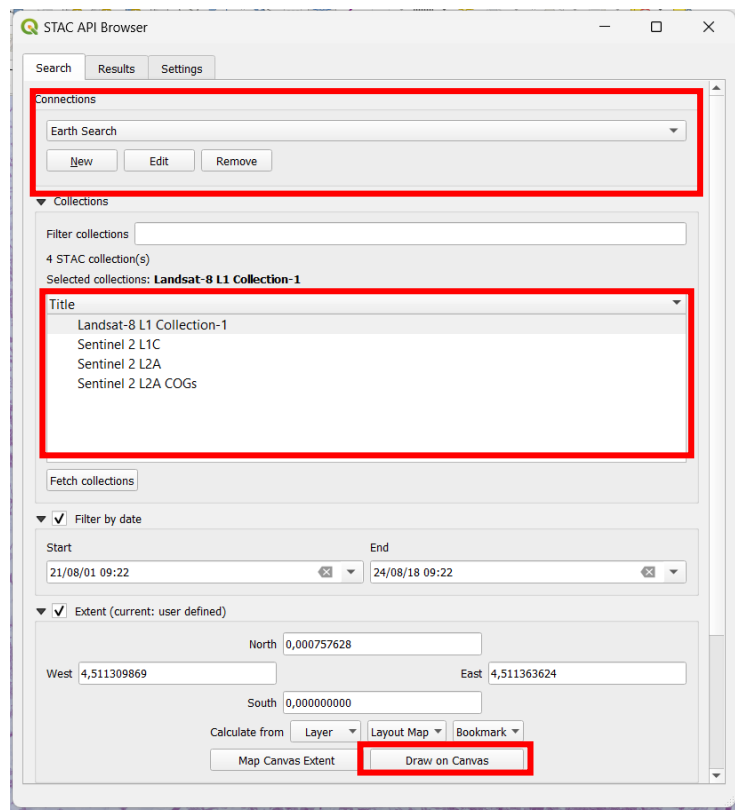 STAC API Browser
Search Results Settings
Connections
Earth Search
New Edit Remove
Collections
Filter collections
4 STAC collection(s)
Selected collections: Landsat-8 L1 Collection-1
Title
Landsat-8 L1 Collection-1
Sentinel 2 L1C
Sentinel 2 L2A
Sentinel 2 L2A COGs
Fetch collections
Filter by date
Start End
21/08/01 09:22 24/08/18 09:22
Extent (current: user defined)
North 0,000757628
West 4,511309869 East 4,511363624
South 0,000000000
Calculate from Layer Layout Map Bookmark
Map Canvas Extent Draw on Canvas